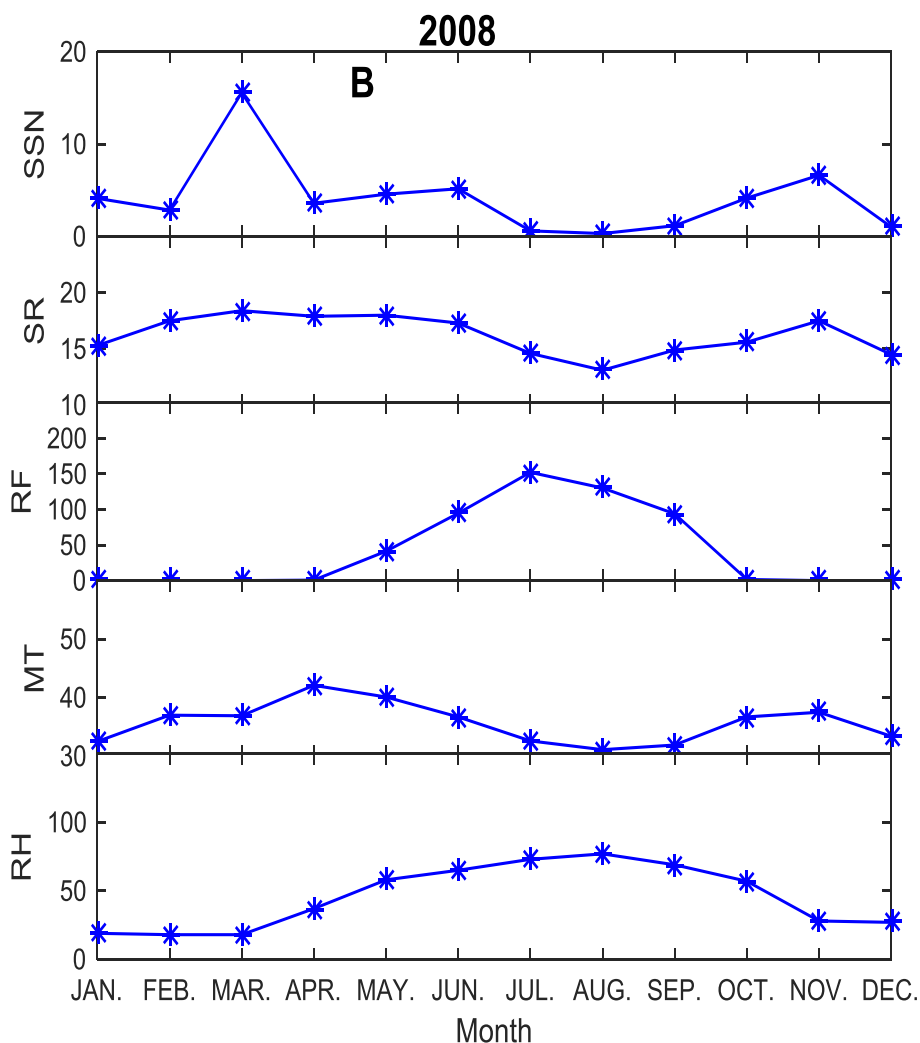 2008
B
SSN
20
10
0
SR
20
15
10
RF
200
150
100
50
0
MT
50
40
30
RH
100
50
0
JAN. FEB. MAR. APR. MAY. JUN. JUL. AUG. SEP. OCT. NOV. DEC.
Month